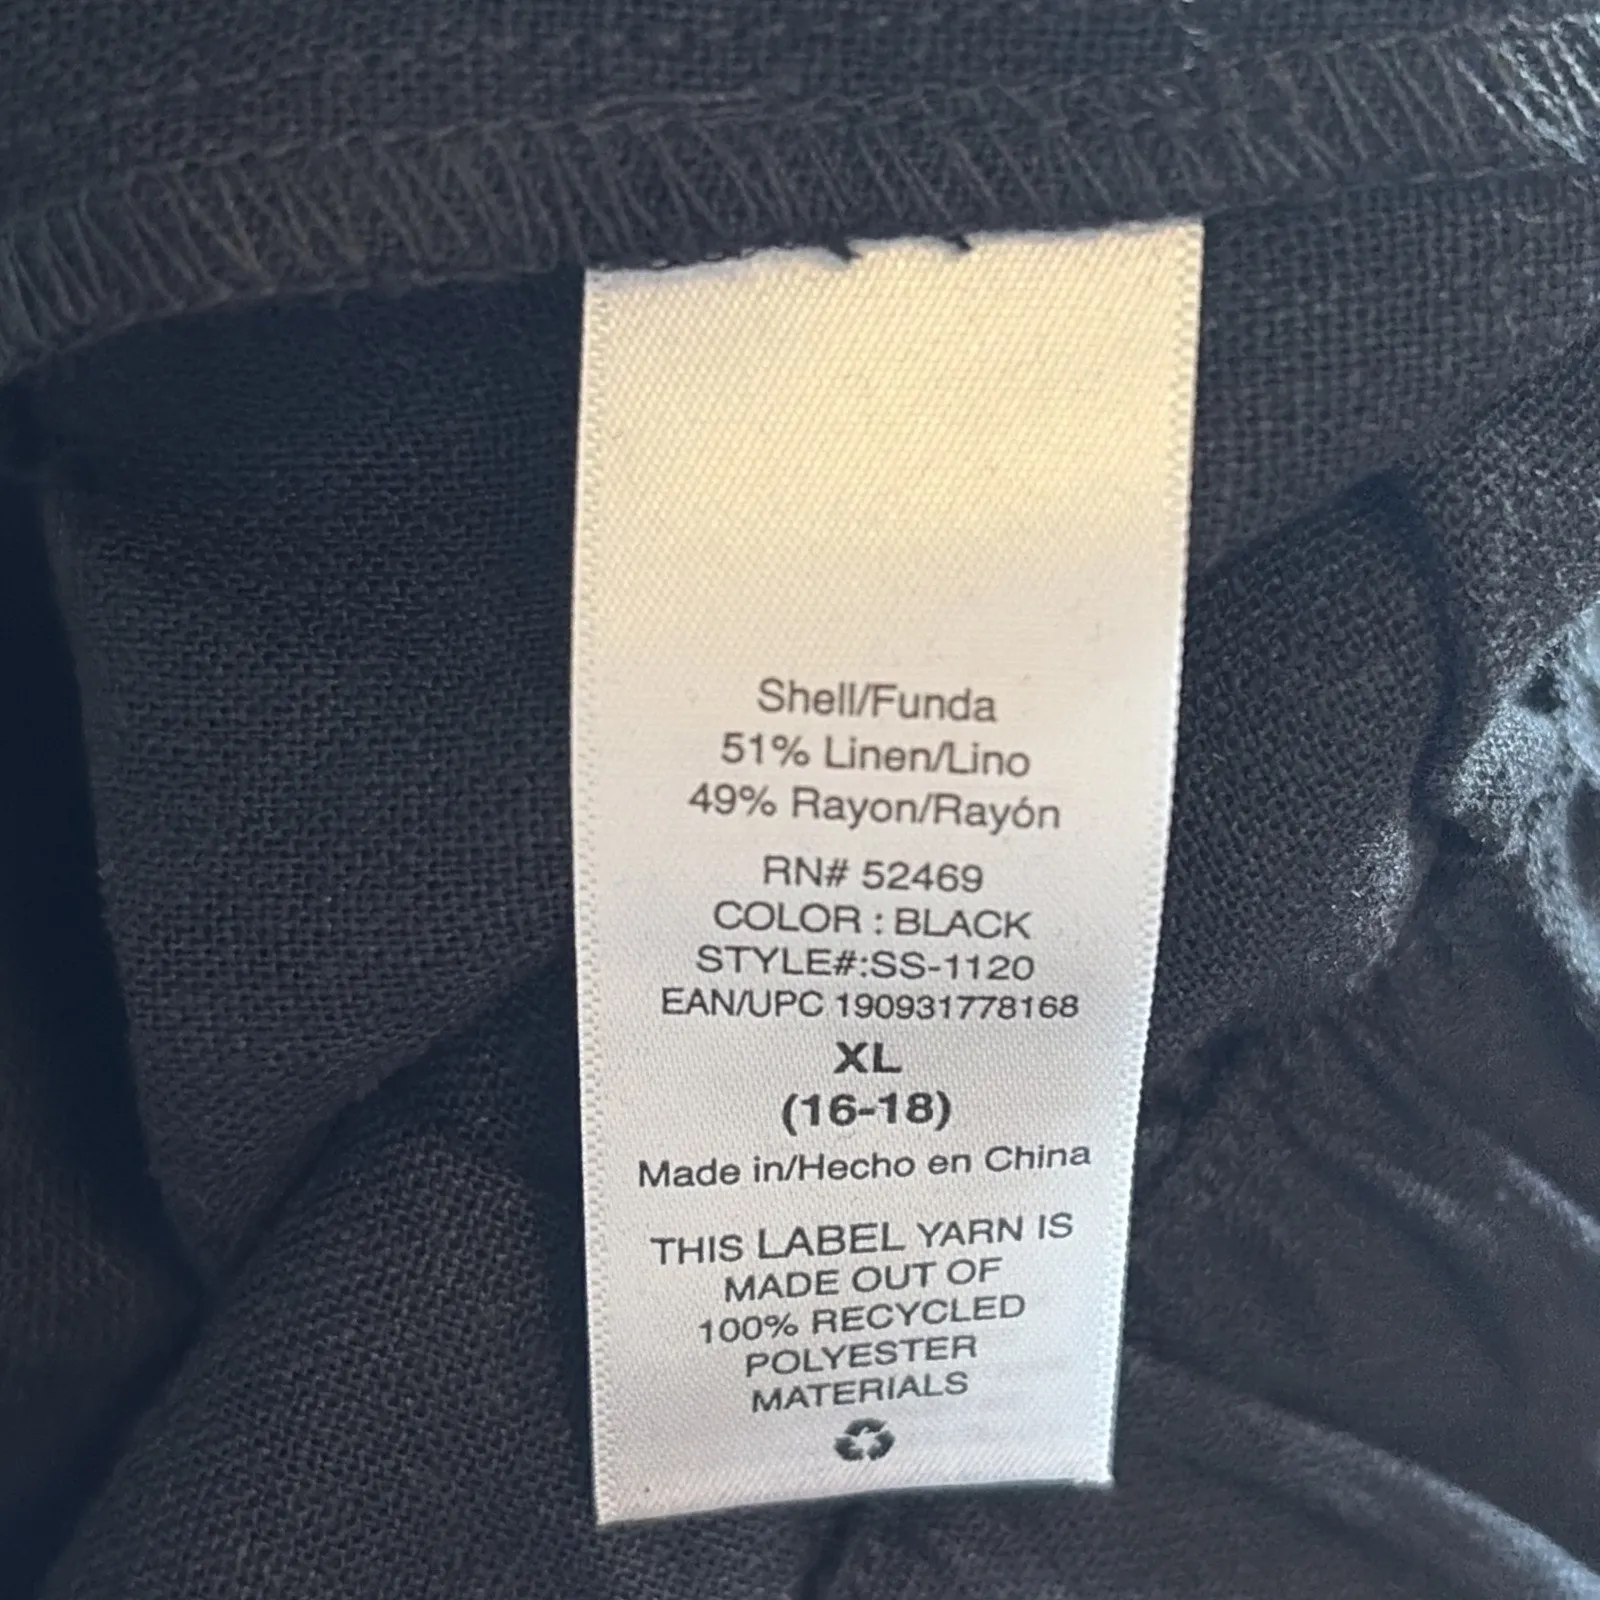 Shell/Funda
51% Linen/Lino
49% Rayon/Rayón
RN# 52469
COLOR : BLACK
STYLE#:SS-1120
EAN/UPC 190931778168
XL
(16-18)
Made in/Hecho en China
THIS LABEL YARN IS
MADE OUT OF
100% RECYCLED
POLYESTER
MATERIALS